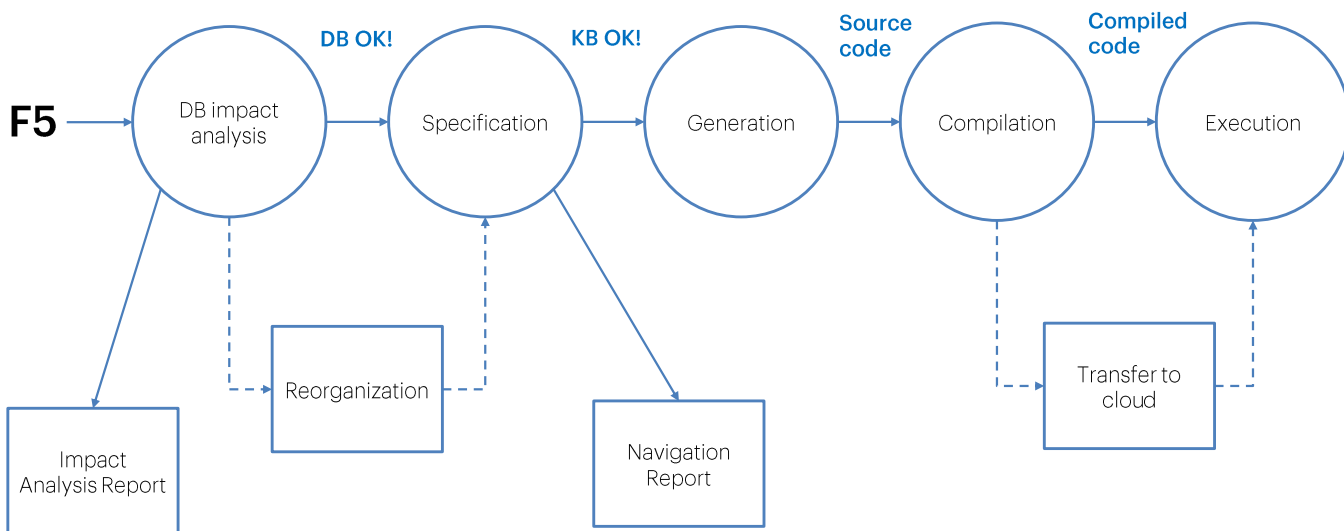 DB OK!
KB OK!
Source
code
Compiled
code
F5
DB impact
analysis
Specification
Generation
Compilation
Execution
Reorganization
Transfer to
cloud
Impact
Analysis Report
Navigation
Report